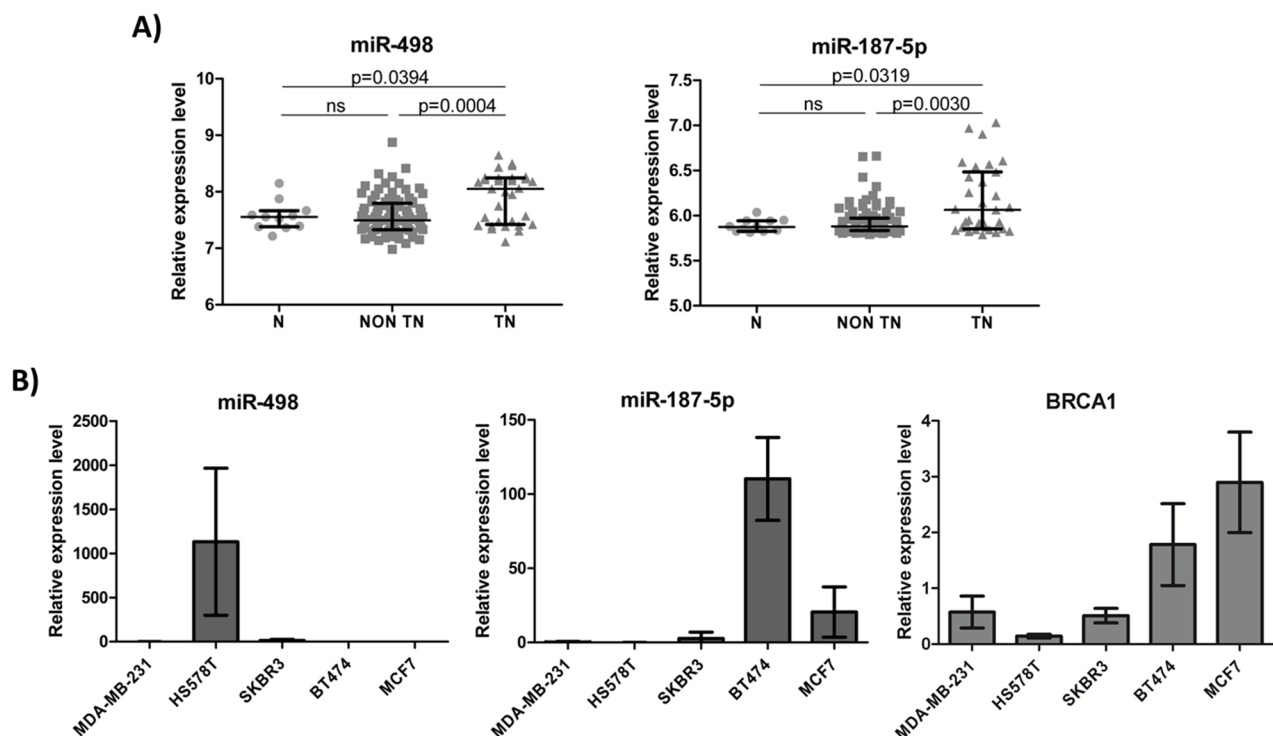 A)
miR-498
Relative expression level
10
9
8
7
6
p=0.0394
ns
p=0.0004
N
NON TN
TN
miR-187-5p
Relative expression level
7.5
7.0
6.5
6.0
5.5
5.0
p=0.0319
ns
p=0.0030
N
NON TN
TN
B)
miR-498
Relative expression level
2500
2000
1500
1000
500
0
MDA-MB-231
HS578T
SKBR3
BT474
MCF7
miR-187-5p
Relative expression level
150
100
50
0
MDA-MB-231
HS578T
SKBR3
BT474
MCF7
BRCA1
Relative expression level
4
3
2
1
0
MDA-MB-231
HS578T
SKBR3
BT474
MCF7